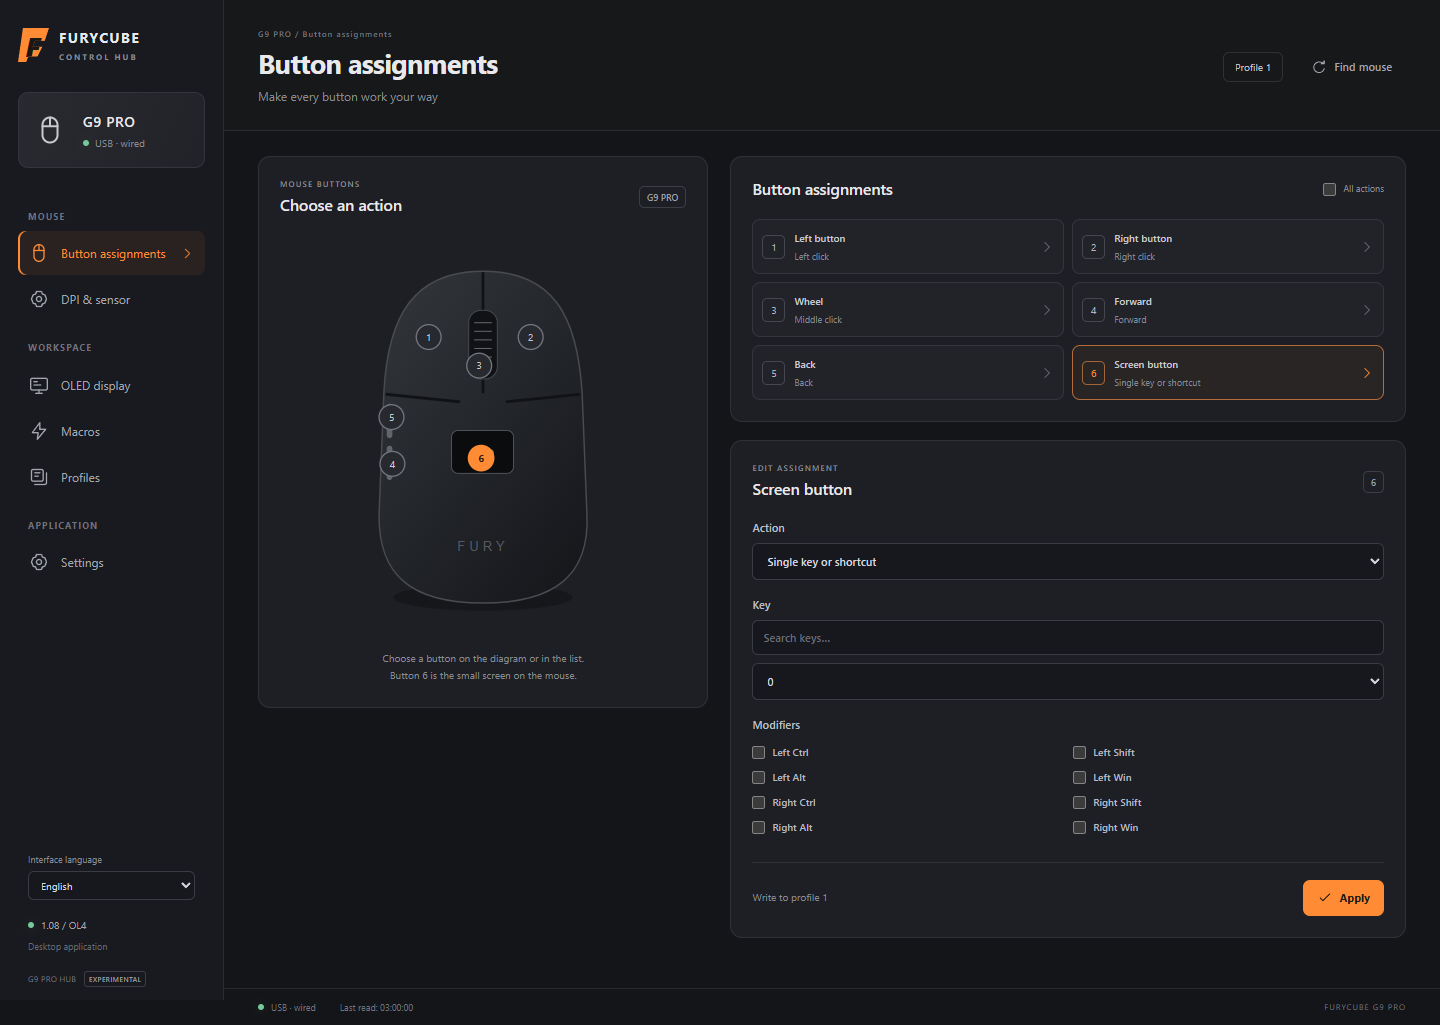 FURYCUBE
CONTROL HUB
G9 PRO
USB · wired
MOUSE
Button assignments
DPI & sensor
WORKSPACE
OLED display
Macros
Profiles
APPLICATION
Settings
Interface language
English
1.08 / OL4
Desktop application
G9 PRO HUB EXPERIMENTAL
G9 PRO / Button assignments
Button assignments
Make every button work your way
Profile 1
Find mouse
MOUSE BUTTONS
Choose an action
G9 PRO
1
2
3
5
4
6
FURY
Choose a button on the diagram or in the list.
Button 6 is the small screen on the mouse.
Button assignments
All actions
1
Left button
Left click
2
Right button
Right click
3
Wheel
Middle click
4
Forward
Forward
5
Back
Back
6
Screen button
Single key or shortcut
EDIT ASSIGNMENT
Screen button
6
Action
Single key or shortcut
Key
Search keys...
0
Modifiers
Left Ctrl
Left Shift
Left Alt
Left Win
Right Ctrl
Right Shift
Right Alt
Right Win
Write to profile 1
Apply
USB · wired
Last read: 03:00:00
FURYCUBE G9 PRO